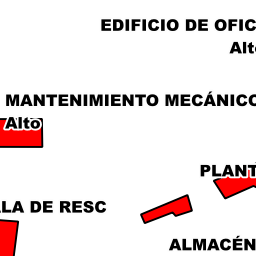 EDIFICIO DE OFIC
Alto
MANTENIMIENTO MECÁNICO
Alto
PLANT
LA DE RESC
ALMACÉN